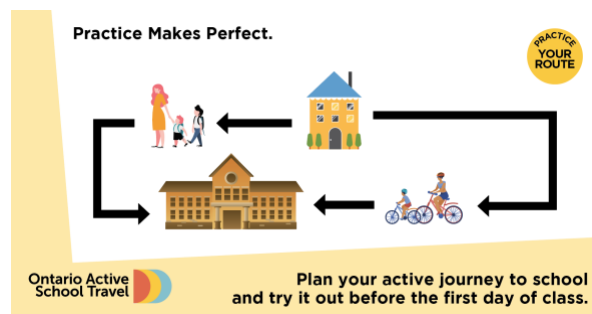 Practice Makes Perfect.
PRACTICE
YOUR
ROUTE
Ontario Active
School Travel
Plan your active journey to school
and try it out before the first day of class.